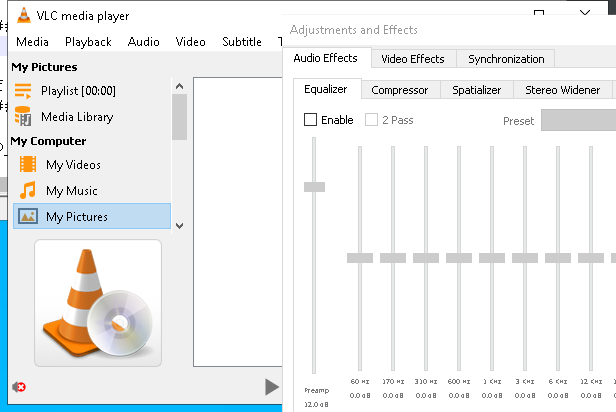 VLC media player
Media Playback Audio Video Subtitle T
My Pictures
Playlist [00:00]
Media Library
My Computer
My Videos
My Music
My Pictures
Adjustments and Effects
Audio Effects Video Effects Synchronization
Equalizer Compressor Spatializer Stereo Widener
Enable 2 Pass Preset
60 Hz 170 Hz 310 Hz 600 Hz 1 KHz 3 KHz 6 KHz 12 KHz
Preamp 0.0 dB 0.0 dB 0.0 dB 0.0 dB 0.0 dB 0.0 dB 0.0 dB 0.0 dB
12.0 dB